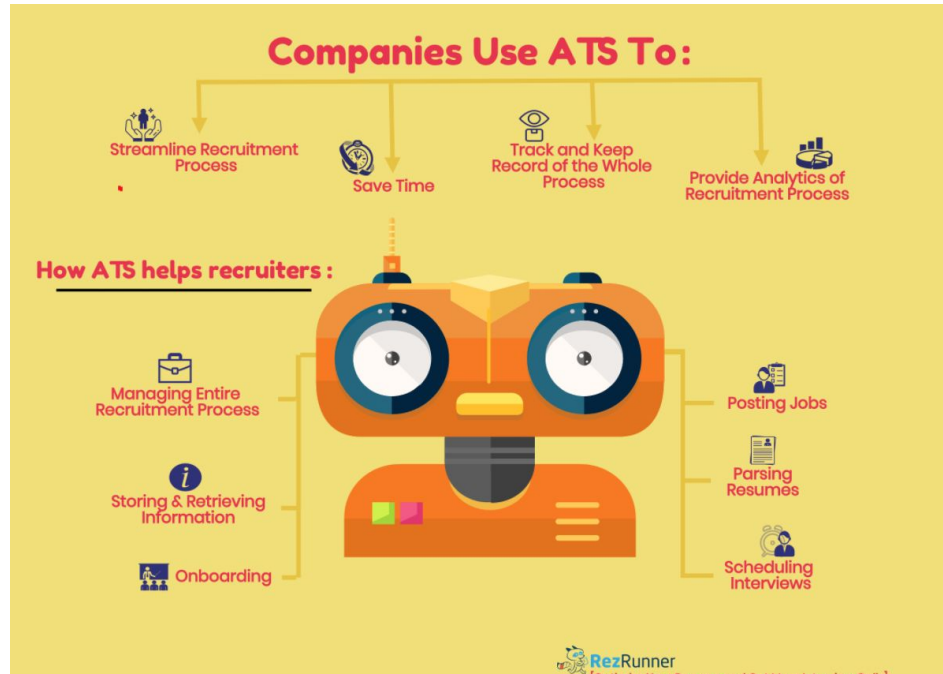 Companies Use ATS To:
Streamline Recruitment
Process
Save Time
Track and Keep
Record of the Whole
Process
Provide Analytics of
Recruitment Process
How ATS helps recruiters :
Managing Entire
Recruitment Process
Storing & Retrieving
Information
Onboarding
Posting Jobs
Parsing
Resumes
Scheduling
Interviews
RezRunner